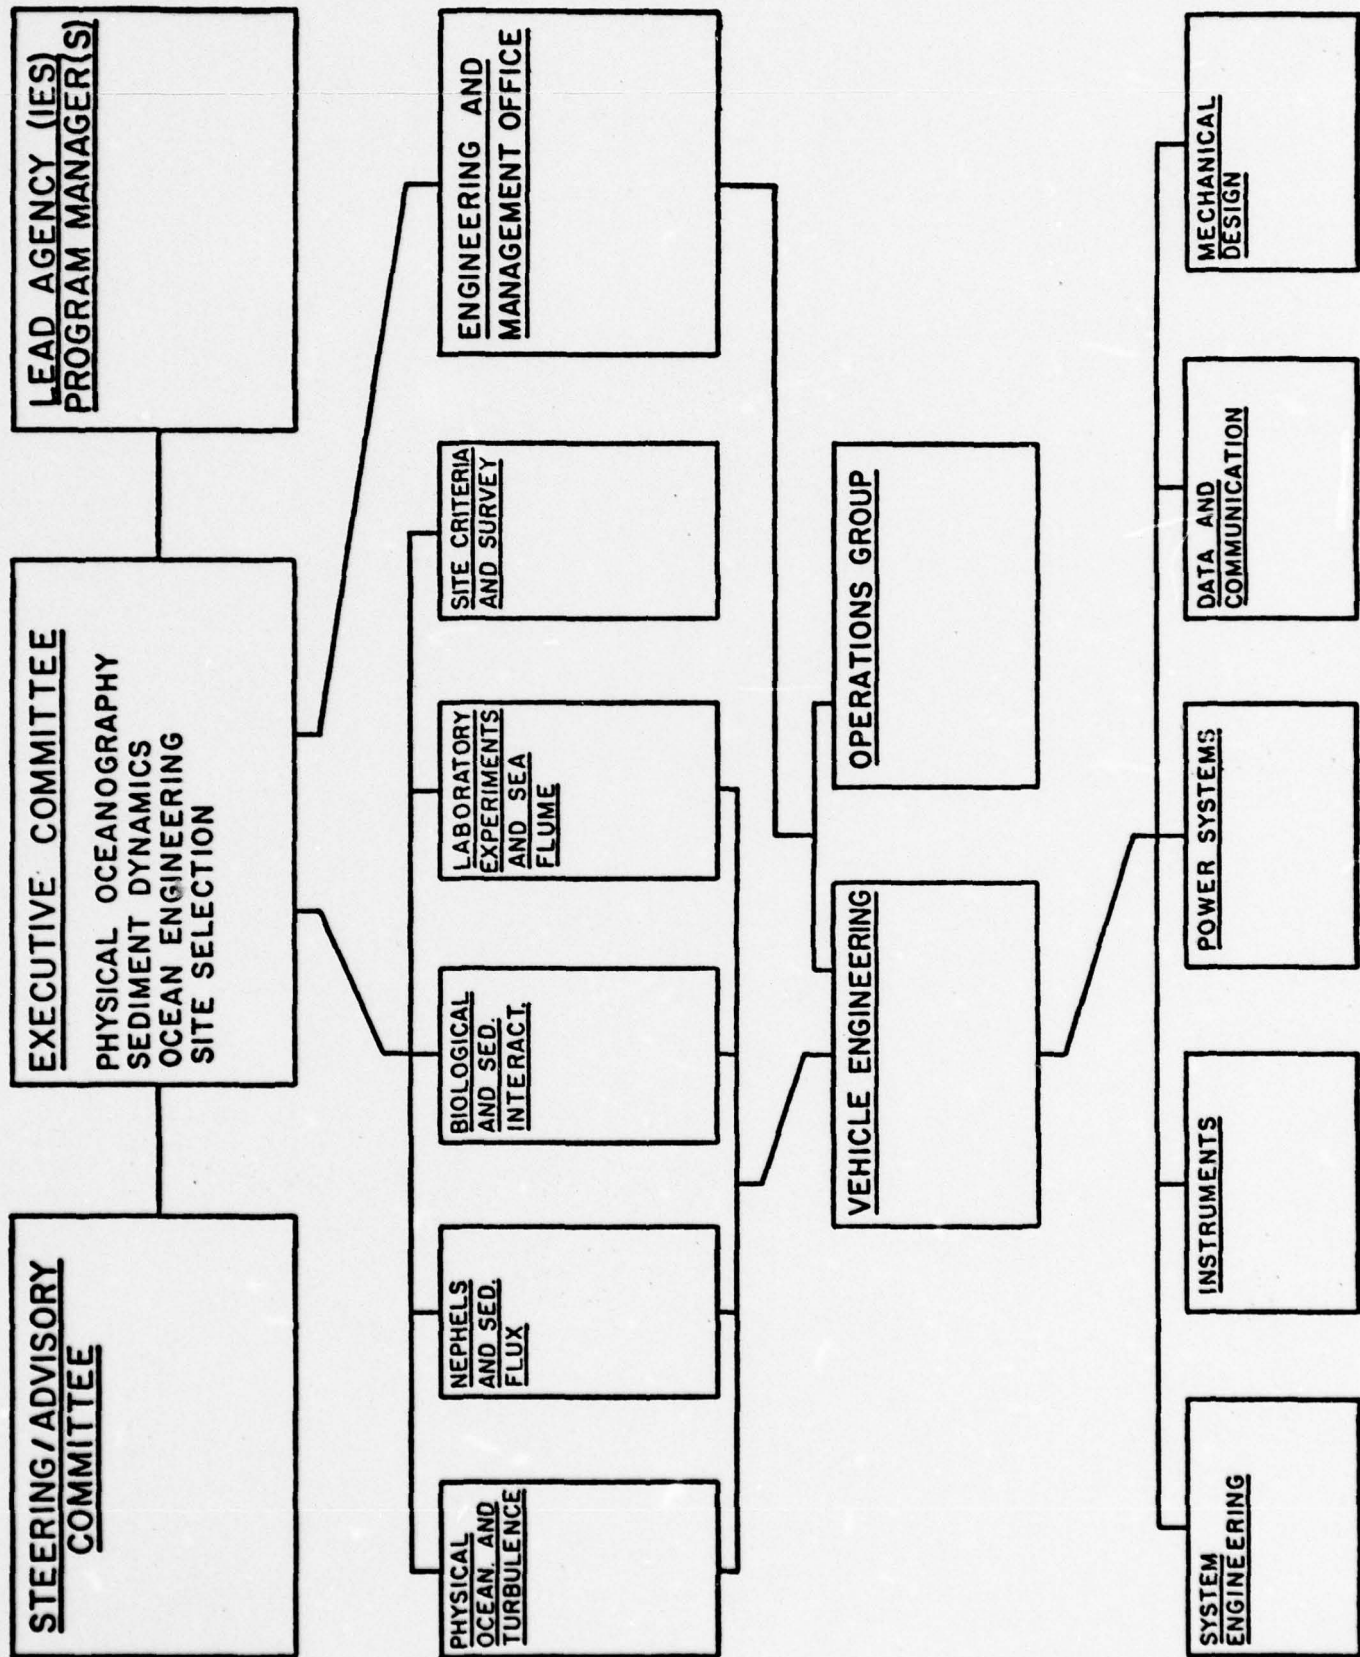 STEERING/ADVISORY
COMMITTEE
EXECUTIVE COMMITTEE
PHYSICAL OCEANOGRAPHY
SEDIMENT DYNAMICS
OCEAN ENGINEERING
SITE SELECTION
LEAD AGENCY (IES)
PROGRAM MANAGER(S)
PHYSICAL
OCEAN. AND
TURBULENCE
NEPHELS
AND SED.
FLUX
BIOLOGICAL
AND SED.
INTERACT.
LABORATORY
EXPERIMENTS
AND SEA
FLUME
SITE CRITERIA
AND SURVEY
ENGINEERING AND
MANAGEMENT OFFICE
VEHICLE ENGINEERING
OPERATIONS GROUP
SYSTEM
ENGINEERING
INSTRUMENTS
POWER SYSTEMS
DATA AND
COMMUNICATION
MECHANICAL
DESIGN